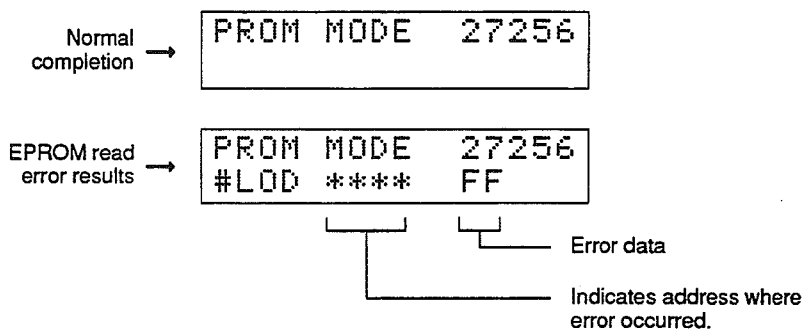 Normal
completion
PROM MODE 27256
EPROM read
error results
PROM MODE 27256
#LOD **** FF
Error data
Indicates address where
error occurred.